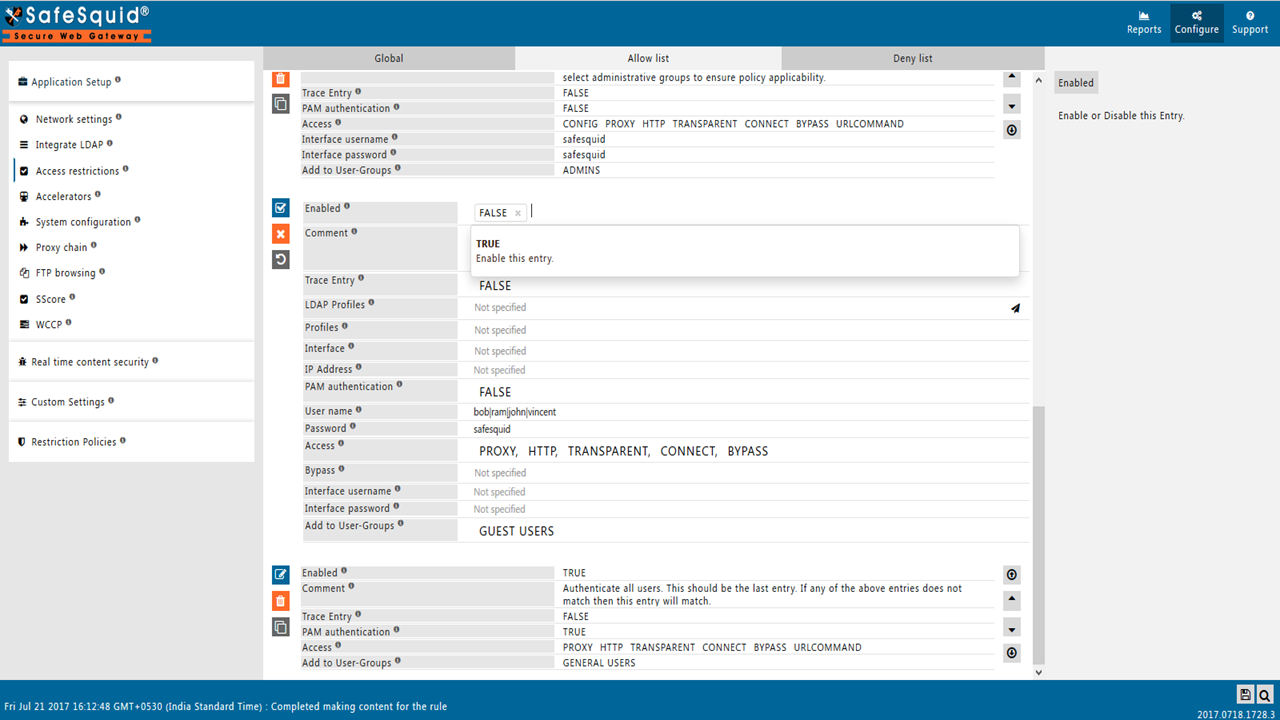 SafeSquid®
Secure Web Gateway
Reports
Configure
Support
Application Setup
Network settings
Integrate LDAP
Access restrictions
Accelerators
System configuration
Proxy chain
FTP browsing
SScore
WCCP
Real time content security
Custom Settings
Restriction Policies
Global
Allow list
Deny list
select administrative groups to ensure policy applicability.
Trace Entry FALSE
PAM authentication FALSE
Access CONFIG PROXY HTTP TRANSPARENT CONNECT BYPASS URLCOMMAND
Interface username safesquid
Interface password safesquid
Add to User-Groups ADMINS
Enabled FALSE ×
Comment
TRUE
Enable this entry.
Trace Entry FALSE
LDAP Profiles Not specified
Profiles Not specified
Interface Not specified
IP Address Not specified
PAM authentication FALSE
User name bob|ram|john|vincent
Password safesquid
Access PROXY, HTTP, TRANSPARENT, CONNECT, BYPASS
Bypass Not specified
Interface username Not specified
Interface password Not specified
Add to User-Groups GUEST USERS
Enabled TRUE
Comment Authenticate all users. This should be the last entry. If any of the above entries does not
match then this entry will match.
Trace Entry FALSE
PAM authentication TRUE
Access PROXY HTTP TRANSPARENT CONNECT BYPASS URLCOMMAND
Add to User-Groups GENERAL USERS
Enabled
Enable or Disable this Entry.
Fri Jul 21 2017 16:12:48 GMT+0530 (India Standard Time) : Completed making content for the rule
2017.0718.1728.3